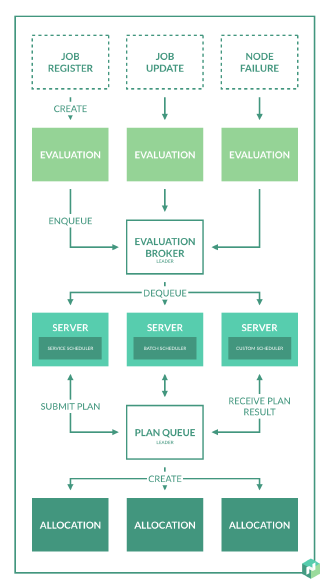 JOB
REGISTER
JOB
UPDATE
NODE
FAILURE
CREATE
EVALUATION
EVALUATION
EVALUATION
ENQUEUE
EVALUATION
BROKER
LEADER
DEQUEUE
SERVER
SERVICE SCHEDULER
SERVER
BATCH SCHEDULER
SERVER
CUSTOM SCHEDULER
SUBMIT PLAN
RECEIVE PLAN
RESULT
PLAN QUEUE
LEADER
CREATE
ALLOCATION
ALLOCATION
ALLOCATION